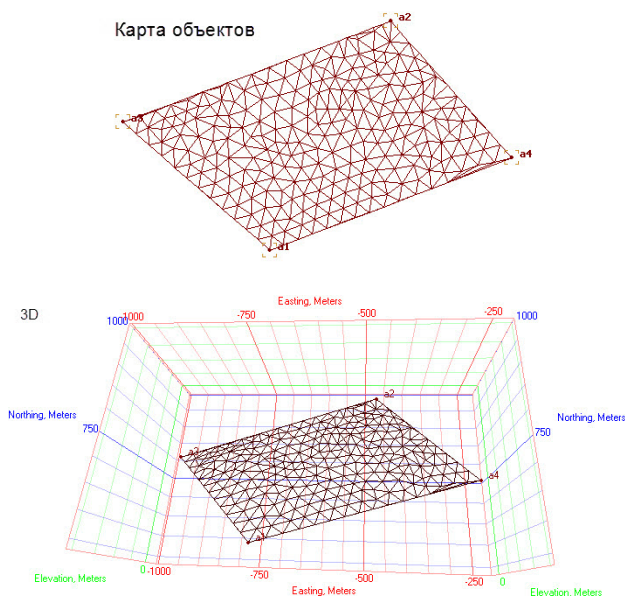 Карта объектов
a2
a3
a4
a1
3D
Easting, Meters
-1000
-750
-500
-250
1000
1000
Northing, Meters
750
Northing, Meters
750
a2
a3
a4
a1
Elevation, Meters
0
-1000
-750
-500
-250
0
Easting, Meters
Elevation, Meters